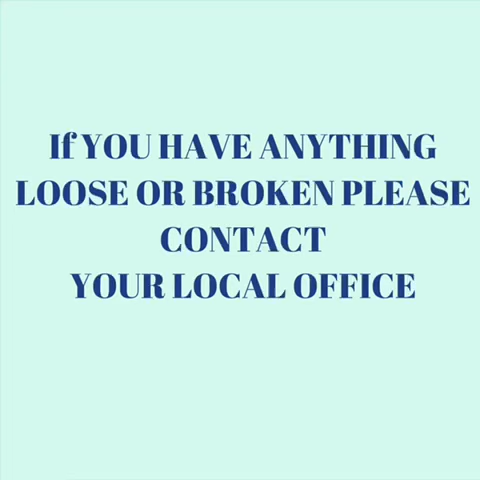 If YOU HAVE ANYTHING
LOOSE OR BROKEN PLEASE
CONTACT
YOUR LOCAL OFFICE